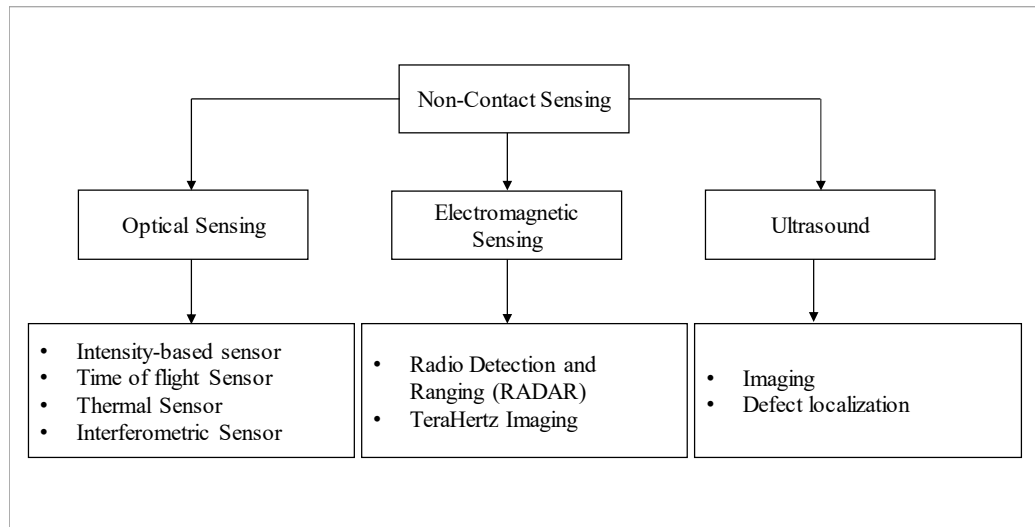 Non-Contact Sensing
Optical Sensing
Electromagnetic
Sensing
Ultrasound
• Intensity-based sensor
• Time of flight Sensor
• Thermal Sensor
• Interferometric Sensor
• Radio Detection and
Ranging (RADAR)
• TeraHertz Imaging
• Imaging
• Defect localization